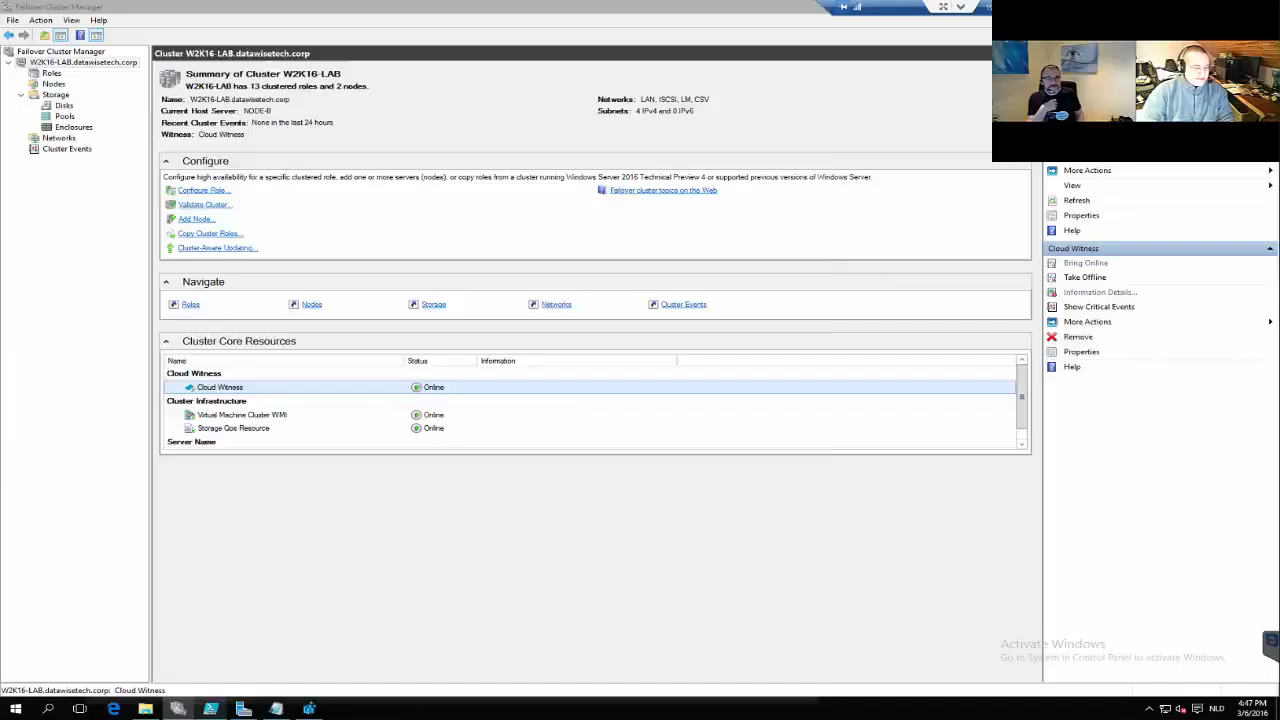 Failover Cluster Manager
File Action View Help
Failover Cluster Manager
W2K16-LAB.datawisetech.corp
Roles
Nodes
Storage
Disks
Pools
Enclosures
Networks
Cluster Events
Cluster W2K16-LAB.datawisetech.corp
Summary of Cluster W2K16-LAB
W2K16-LAB has 13 clustered roles and 2 nodes.
Name: W2K16-LAB.datawisetech.corp
Networks: LAN, ISCSI, LM, CSV
Current Host Server: NODE-B
Subnets: 4 IPv4 and 0 IPv6
Recent Cluster Events: None in the last 24 hours
Witness: Cloud Witness
Configure
Configure high availability for a specific clustered role, add one or more servers (nodes), or copy roles from a cluster running Windows Server 2016 Technical Preview 4 or supported previous versions of Windows Server.
Configure Role...
Failover cluster topics on the Web
Validate Cluster...
Add Node...
Copy Cluster Roles...
Cluster-Aware Updating...
Navigate
Roles Nodes Storage Networks Cluster Events
Cluster Core Resources
Name Status Information
Cloud Witness
Cloud Witness Online
Cluster Infrastructure
Virtual Machine Cluster WMI Online
Storage Qos Resource Online
Server Name
More Actions
View
Refresh
Properties
Help
Cloud Witness
Bring Online
Take Offline
Information Details...
Show Critical Events
More Actions
Remove
Properties
Help
Activate Windows
Go to System in Control Panel to activate Windows.
W2K16-LAB.datawisetech.corp: Cloud Witness
NLD
4:47 PM
3/6/2016